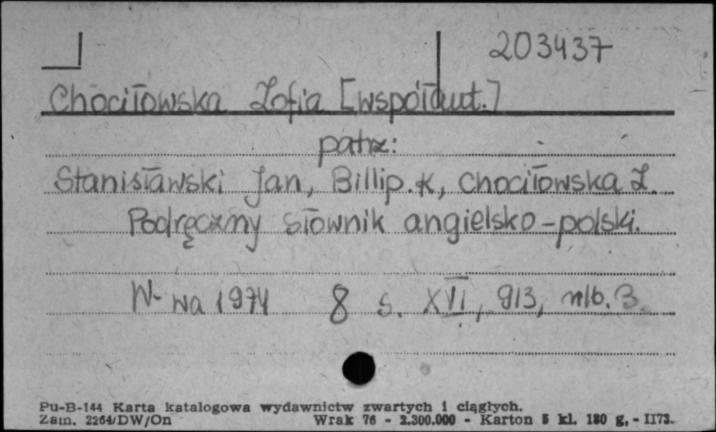 203437
Chociłowska Zofia [współaut.]
patrz:
Stanisławski Jan, Billip. K, Chociłowska Z.
Podręczny słownik angielsko-polski.
W-wa 1974 8 s. XVI, 913, nlb. 3.
Pu-B-144 Karta katalogowa wydawnictw zwartych i ciągłych.
Zam. 2264/DW/On Wrak 76 - 2.300.000 - Karton 5 kl. 180 g. - II73.